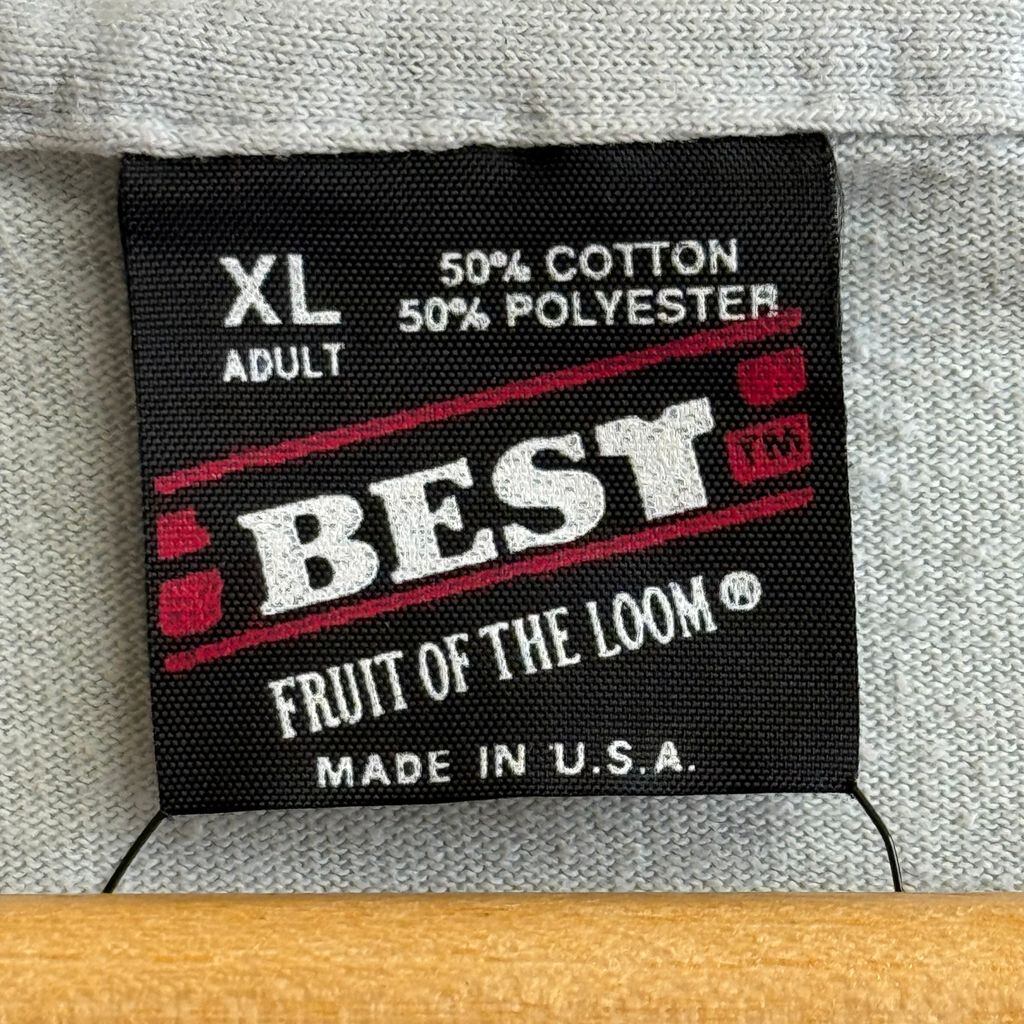 XL
ADULT
50% COTTON
50% POLYESTER
BEST
TM
FRUIT OF THE LOOM®
MADE IN U.S.A.